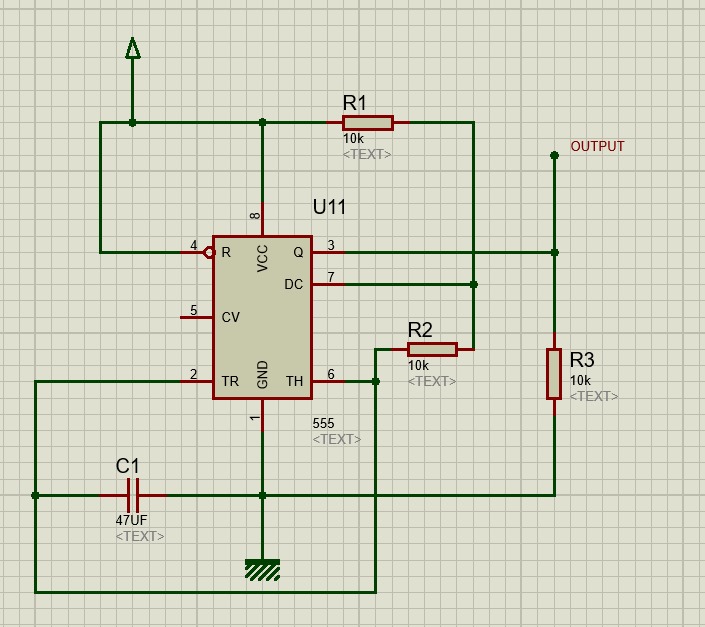 R1
10k
<TEXT>
OUTPUT
U11
8
4
R
VCC
Q
3
DC
7
5
CV
R2
10k
<TEXT>
R3
10k
<TEXT>
2
TR
GND
TH
6
1
555
<TEXT>
C1
47UF
<TEXT>